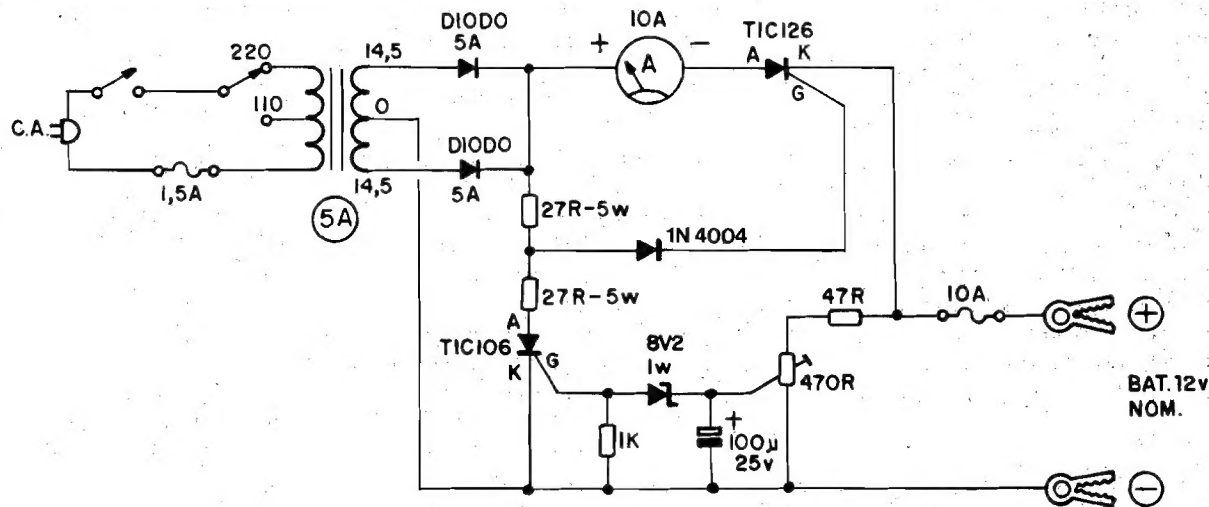 C.A.
220
110
1,5A
14,5
0
14,5
5A
DIODO
5A
DIODO
5A
10A
+
A
-
TIC126
A
K
G
27R-5w
1N4004
27R-5w
A
TIC106
K
G
8V2
1w
1K
+
100µ
25v
47R
470R
10A
+
BAT.12v
NOM.
-